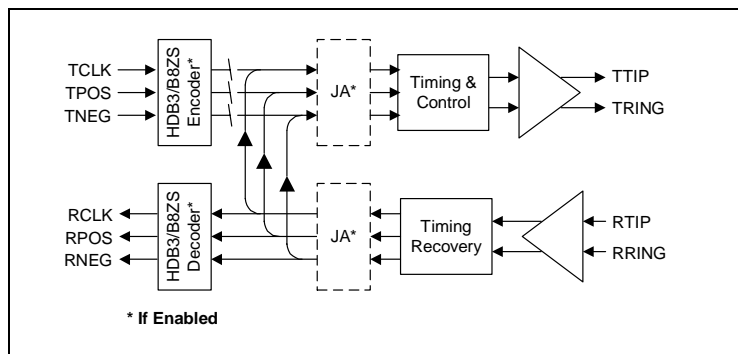 TCLK
TPOS
TNEG
HDB3/B8ZS
Encoder*
JA*
Timing &
Control
TTIP
TRING
RCLK
RPOS
RNEG
HDB3/B8ZS
Decoder*
JA*
Timing
Recovery
RTIP
RRING
* If Enabled